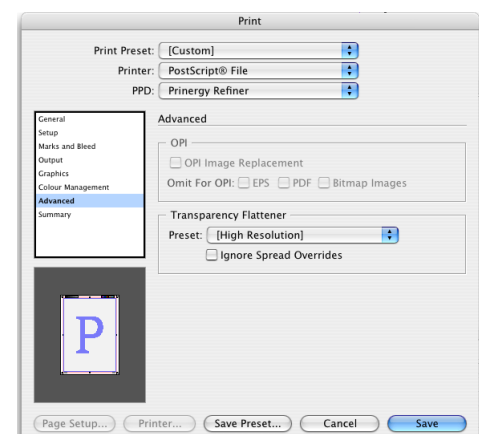 Print
Print Preset: [Custom]
Printer: PostScript® File
PPD: Prinergy Refiner
General
Setup
Marks and Bleed
Output
Graphics
Colour Management
Advanced
Summary
Advanced
OPI
OPI Image Replacement
Omit For OPI: EPS PDF Bitmap Images
Transparency Flattener
Preset: [High Resolution]
Ignore Spread Overrides
P
Page Setup... Printer... Save Preset... Cancel Save